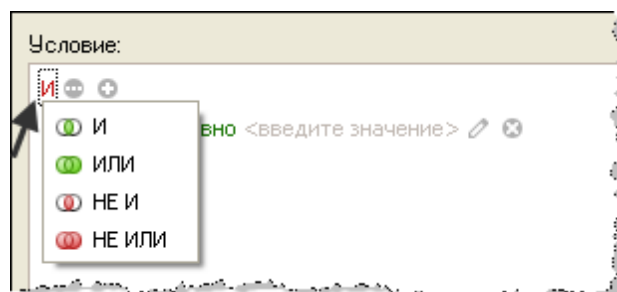 Условие:
И
И
вно <введите значение>
ИЛИ
НЕ И
НЕ ИЛИ